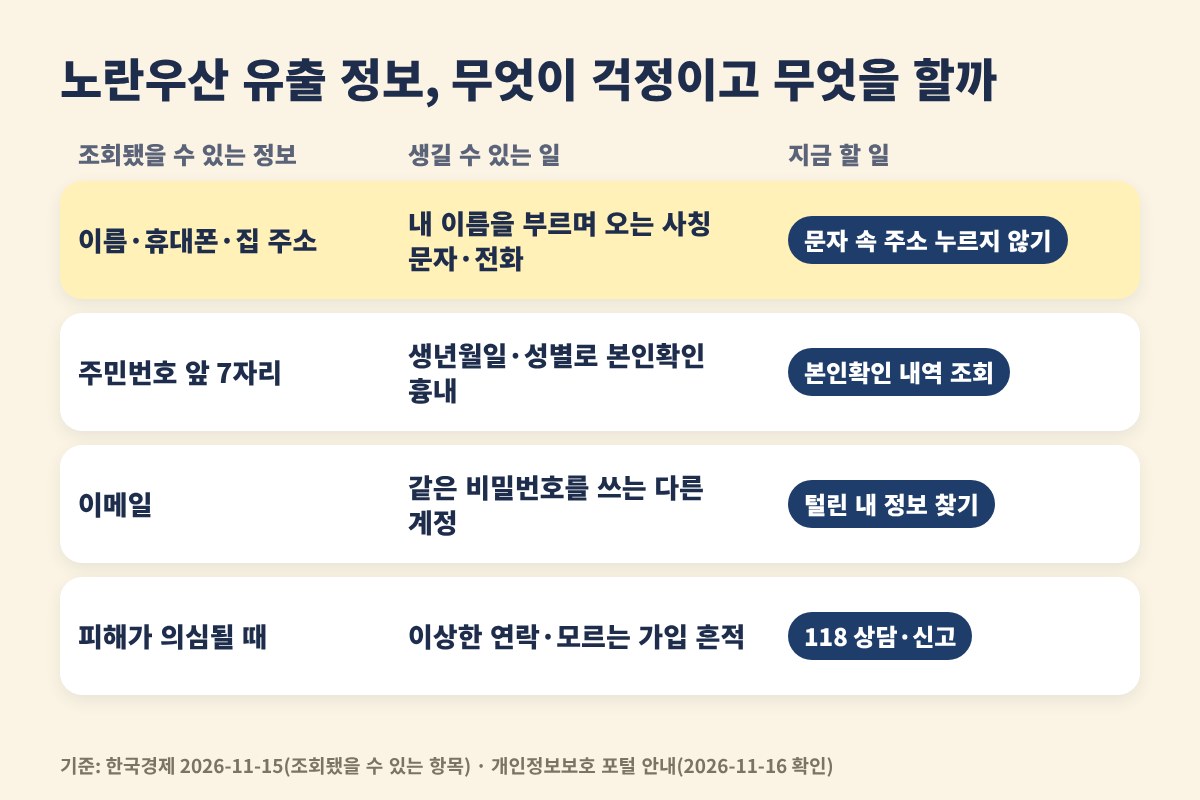 노란우산 유출 정보, 무엇이 걱정이고 무엇을 할까
조회됐을 수 있는 정보
생길 수 있는 일
지금 할 일
이름·휴대폰·집 주소
내 이름을 부르며 오는 사칭
문자·전화
문자 속 주소 누르지 않기
주민번호 앞 7자리
생년월일·성별로 본인확인
흉내
본인확인 내역 조회
이메일
같은 비밀번호를 쓰는 다른
계정
털린 내 정보 찾기
피해가 의심될 때
이상한 연락·모르는 가입 흔적
118 상담·신고
기준: 한국경제 2026-11-15(조회됐을 수 있는 항목) · 개인정보보호 포털 안내(2026-11-16 확인)